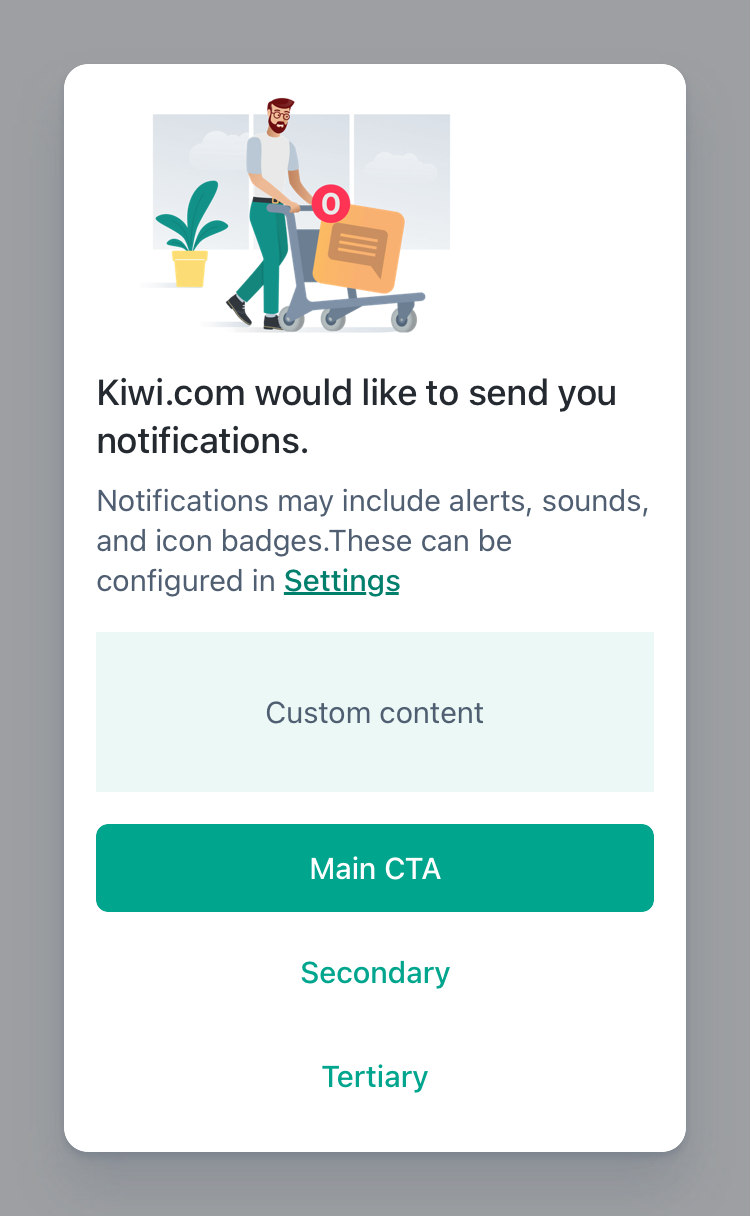 0
Kiwi.com would like to send you
notifications.
Notifications may include alerts, sounds,
and icon badges.These can be
configured in Settings
Custom content
Main CTA
Secondary
Tertiary